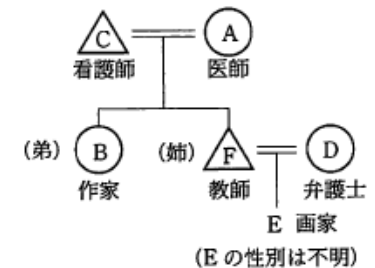 C A
看護師 医師
(弟) B (姉) F D
作家 教師 弁護士
E 画家
(Eの性別は不明)